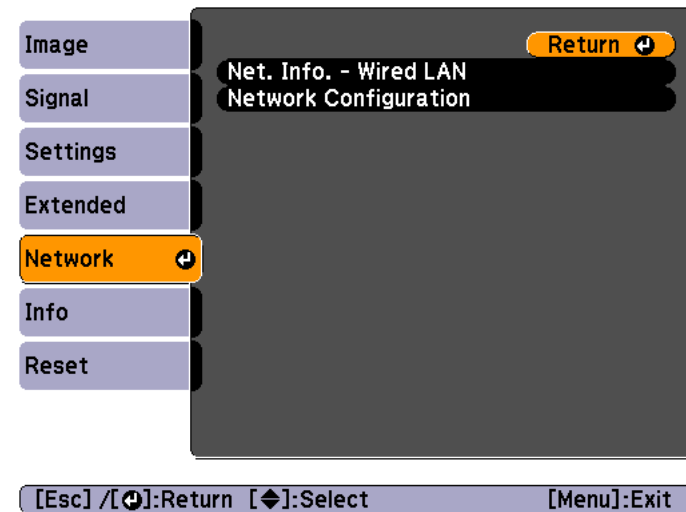 Image
Signal
Settings
Extended
Network
Info
Reset
Return
Net. Info. - Wired LAN
Network Configuration
[Esc] /[⏎]:Return [◆]:Select [Menu]:Exit